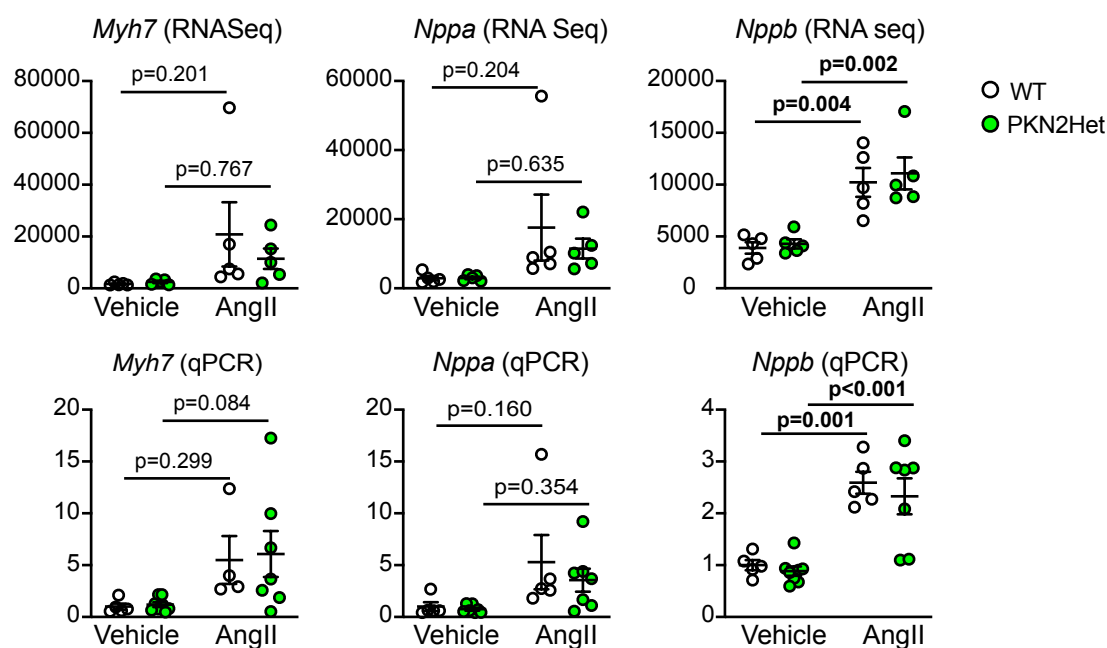 Myh7 (RNASeq)
Nppa (RNA Seq)
Nppb (RNA seq)
WT
PKN2Het
80000
60000
40000
20000
0
p=0.201
p=0.767
Vehicle
AngII
60000
40000
20000
0
p=0.204
p=0.635
Vehicle
AngII
20000
15000
10000
5000
0
p=0.002
p=0.004
Vehicle
AngII
Myh7 (qPCR)
Nppa (qPCR)
Nppb (qPCR)
20
15
10
5
0
p=0.084
p=0.299
Vehicle
AngII
20
15
10
5
0
p=0.160
p=0.354
Vehicle
AngII
4
3
2
1
0
p<0.001
p=0.001
Vehicle
AngII